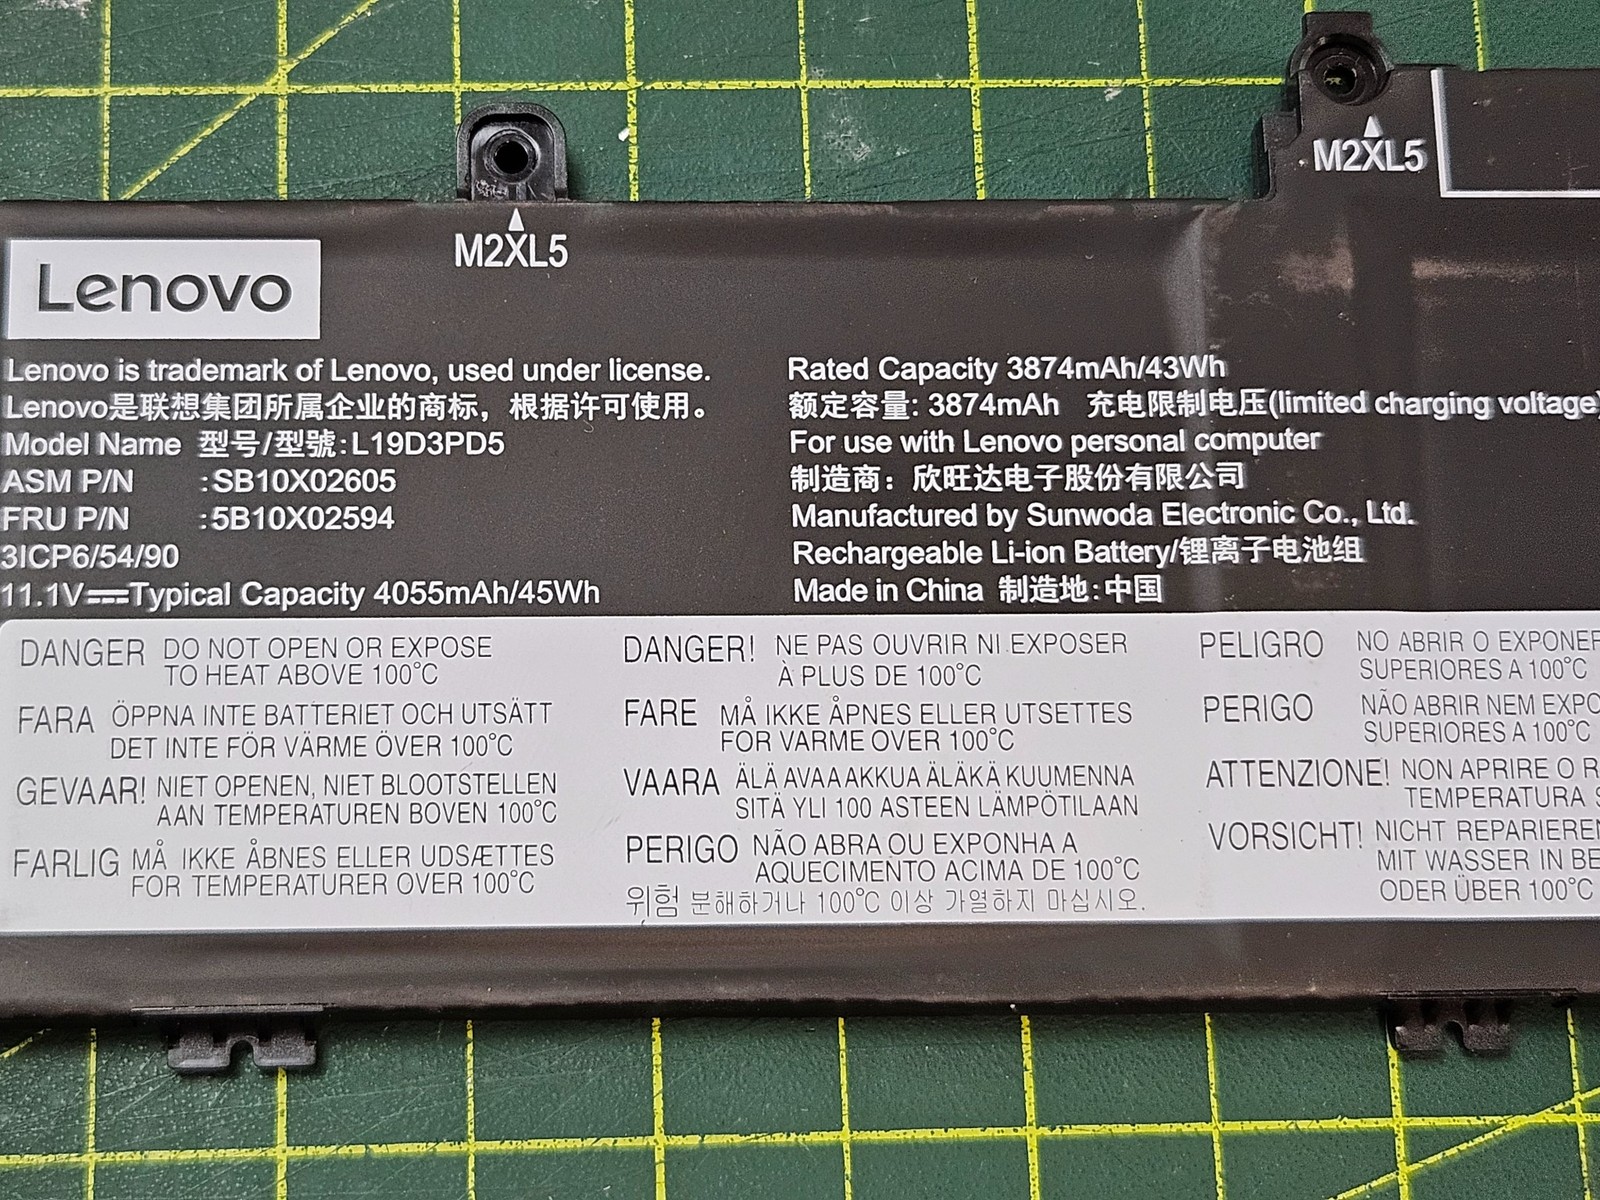 M2XL5
M2XL5
Lenovo
Lenovo is trademark of Lenovo, used under license.
Lenovo是联想集团所属企业的商标，根据许可使用。
Model Name 型号/型號:L19D3PD5
ASM P/N :SB10X02605
FRU P/N :5B10X02594
3ICP6/54/90
11.1V⎓Typical Capacity 4055mAh/45Wh
Rated Capacity 3874mAh/43Wh
额定容量: 3874mAh 充电限制电压(limited charging voltage)
For use with Lenovo personal computer
制造商：欣旺达电子股份有限公司
Manufactured by Sunwoda Electronic Co., Ltd.
Rechargeable Li-ion Battery/锂离子电池组
Made in China 制造地:中国
DANGER DO NOT OPEN OR EXPOSE
TO HEAT ABOVE 100°C
FARA ÖPPNA INTE BATTERIET OCH UTSÄTT
DET INTE FÖR VÄRME ÖVER 100°C
GEVAAR! NIET OPENEN, NIET BLOOTSTELLEN
AAN TEMPERATUREN BOVEN 100°C
FARLIG MÅ IKKE ÅBNES ELLER UDSÆTTES
FOR TEMPERATURER OVER 100°C
DANGER! NE PAS OUVRIR NI EXPOSER
À PLUS DE 100°C
FARE MÅ IKKE ÅPNES ELLER UTSETTES
FOR VARME OVER 100°C
VAARA ÄLÄ AVAA AKKUA ÄLÄKÄ KUUMENNA
SITÄ YLI 100 ASTEEN LÄMPÖTILAAN
PERIGO NÃO ABRA OU EXPONHA A
AQUECIMENTO ACIMA DE 100°C
위험 분해하거나 100°C 이상 가열하지 마십시오.
PELIGRO NO ABRIR O EXPONER
SUPERIORES A 100°C
PERIGO NÃO ABRIR NEM EXPO
SUPERIORES A 100°C
ATTENZIONE! NON APRIRE O R
TEMPERATURA S
VORSICHT! NICHT REPARIEREN
MIT WASSER IN BE
ODER ÜBER 100°C